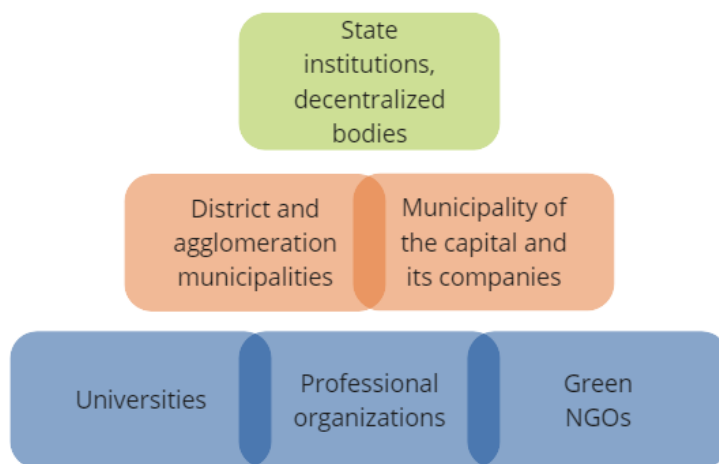 State
institutions,
decentralized
bodies
District and
agglomeration
municipalities
Municipality of
the capital and
its companies
Universities
Professional
organizations
Green
NGOs